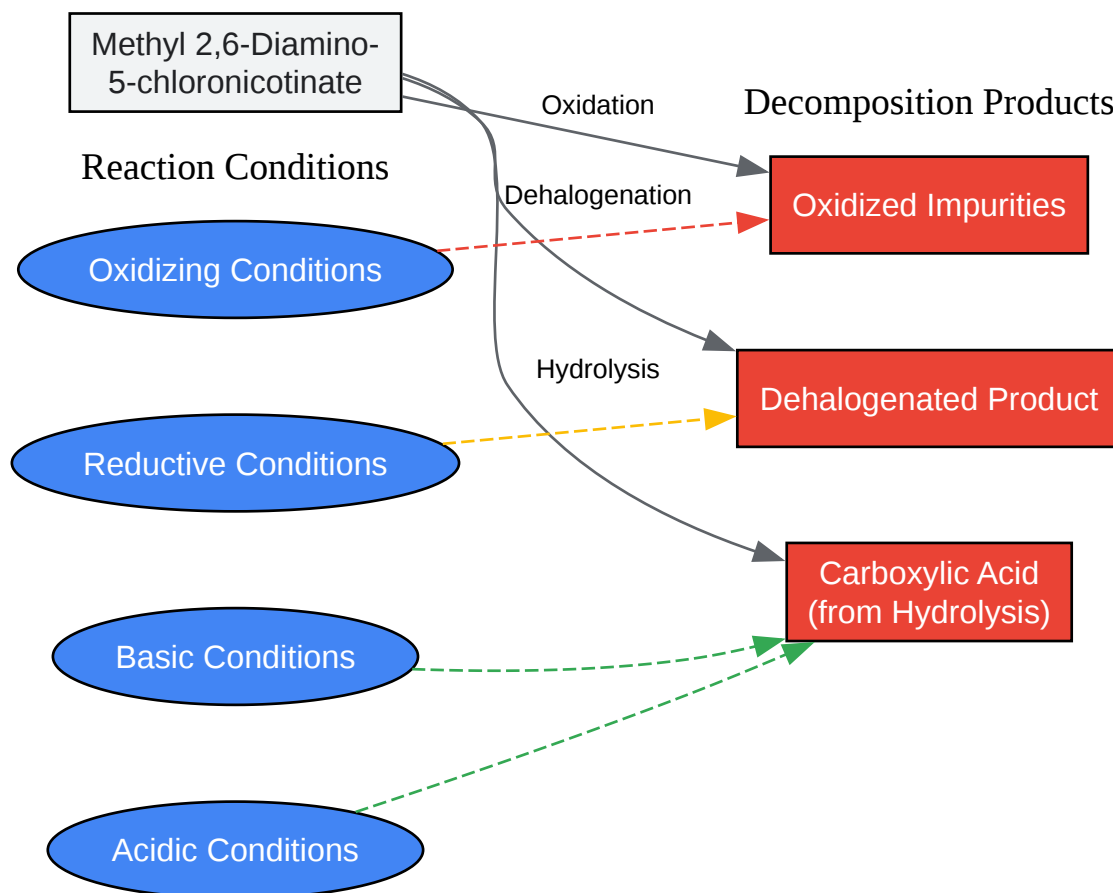 Methyl 2,6-Diamino-
5-chloronicotinate
Oxidation
Decomposition Products
Reaction Conditions
Dehalogenation
Oxidized Impurities
Oxidizing Conditions
Hydrolysis
Dehalogenated Product
Reductive Conditions
Carboxylic Acid
(from Hydrolysis)
Basic Conditions
Acidic Conditions